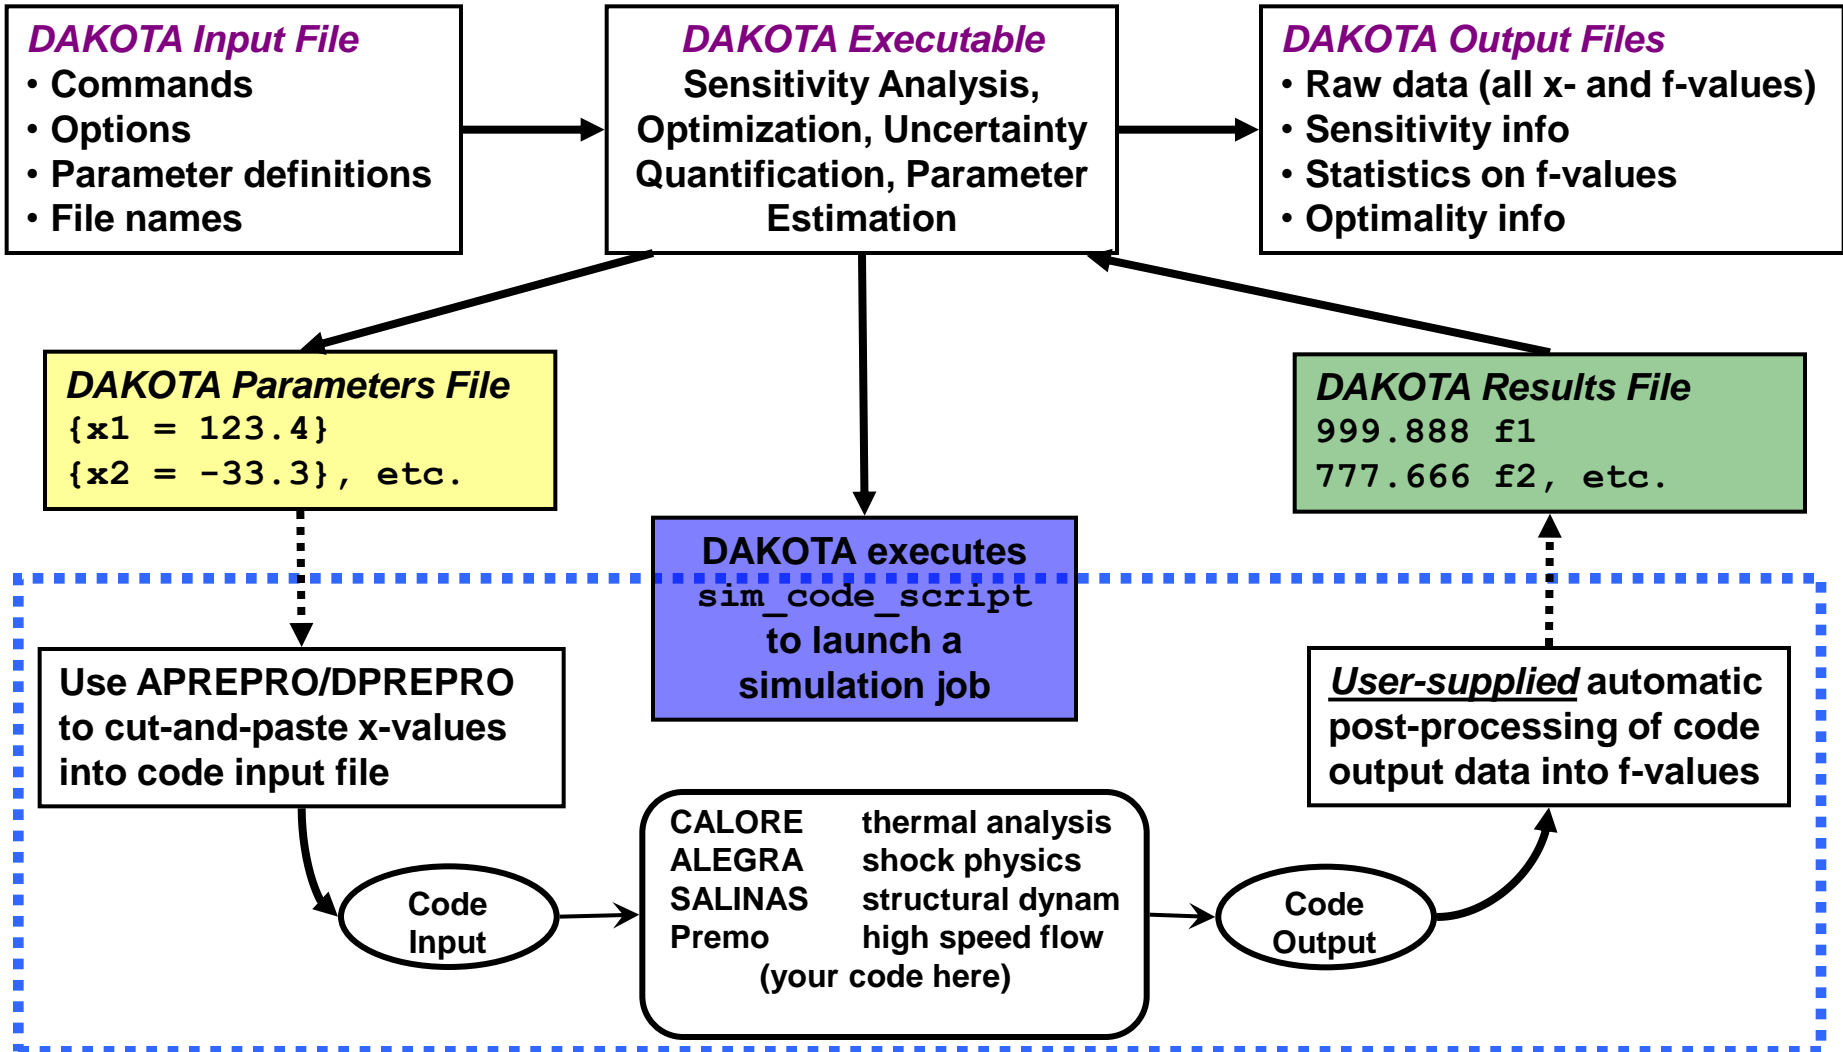 DAKOTA Input File
• Commands
• Options
• Parameter definitions
• File names
DAKOTA Executable
Sensitivity Analysis,
Optimization, Uncertainty
Quantification, Parameter
Estimation
DAKOTA Output Files
• Raw data (all x- and f-values)
• Sensitivity info
• Statistics on f-values
• Optimality info
DAKOTA Parameters File
{x1 = 123.4}
{x2 = -33.3}, etc.
DAKOTA executes
sim_code_script
to launch a
simulation job
DAKOTA Results File
999.888 f1
777.666 f2, etc.
Use APREPRO/DPREPRO
to cut-and-paste x-values
into code input file
User-supplied automatic
post-processing of code
output data into f-values
Code
Input
CALORE thermal analysis
ALEGRA shock physics
SALINAS structural dynam
Premo high speed flow
(your code here)
Code
Output